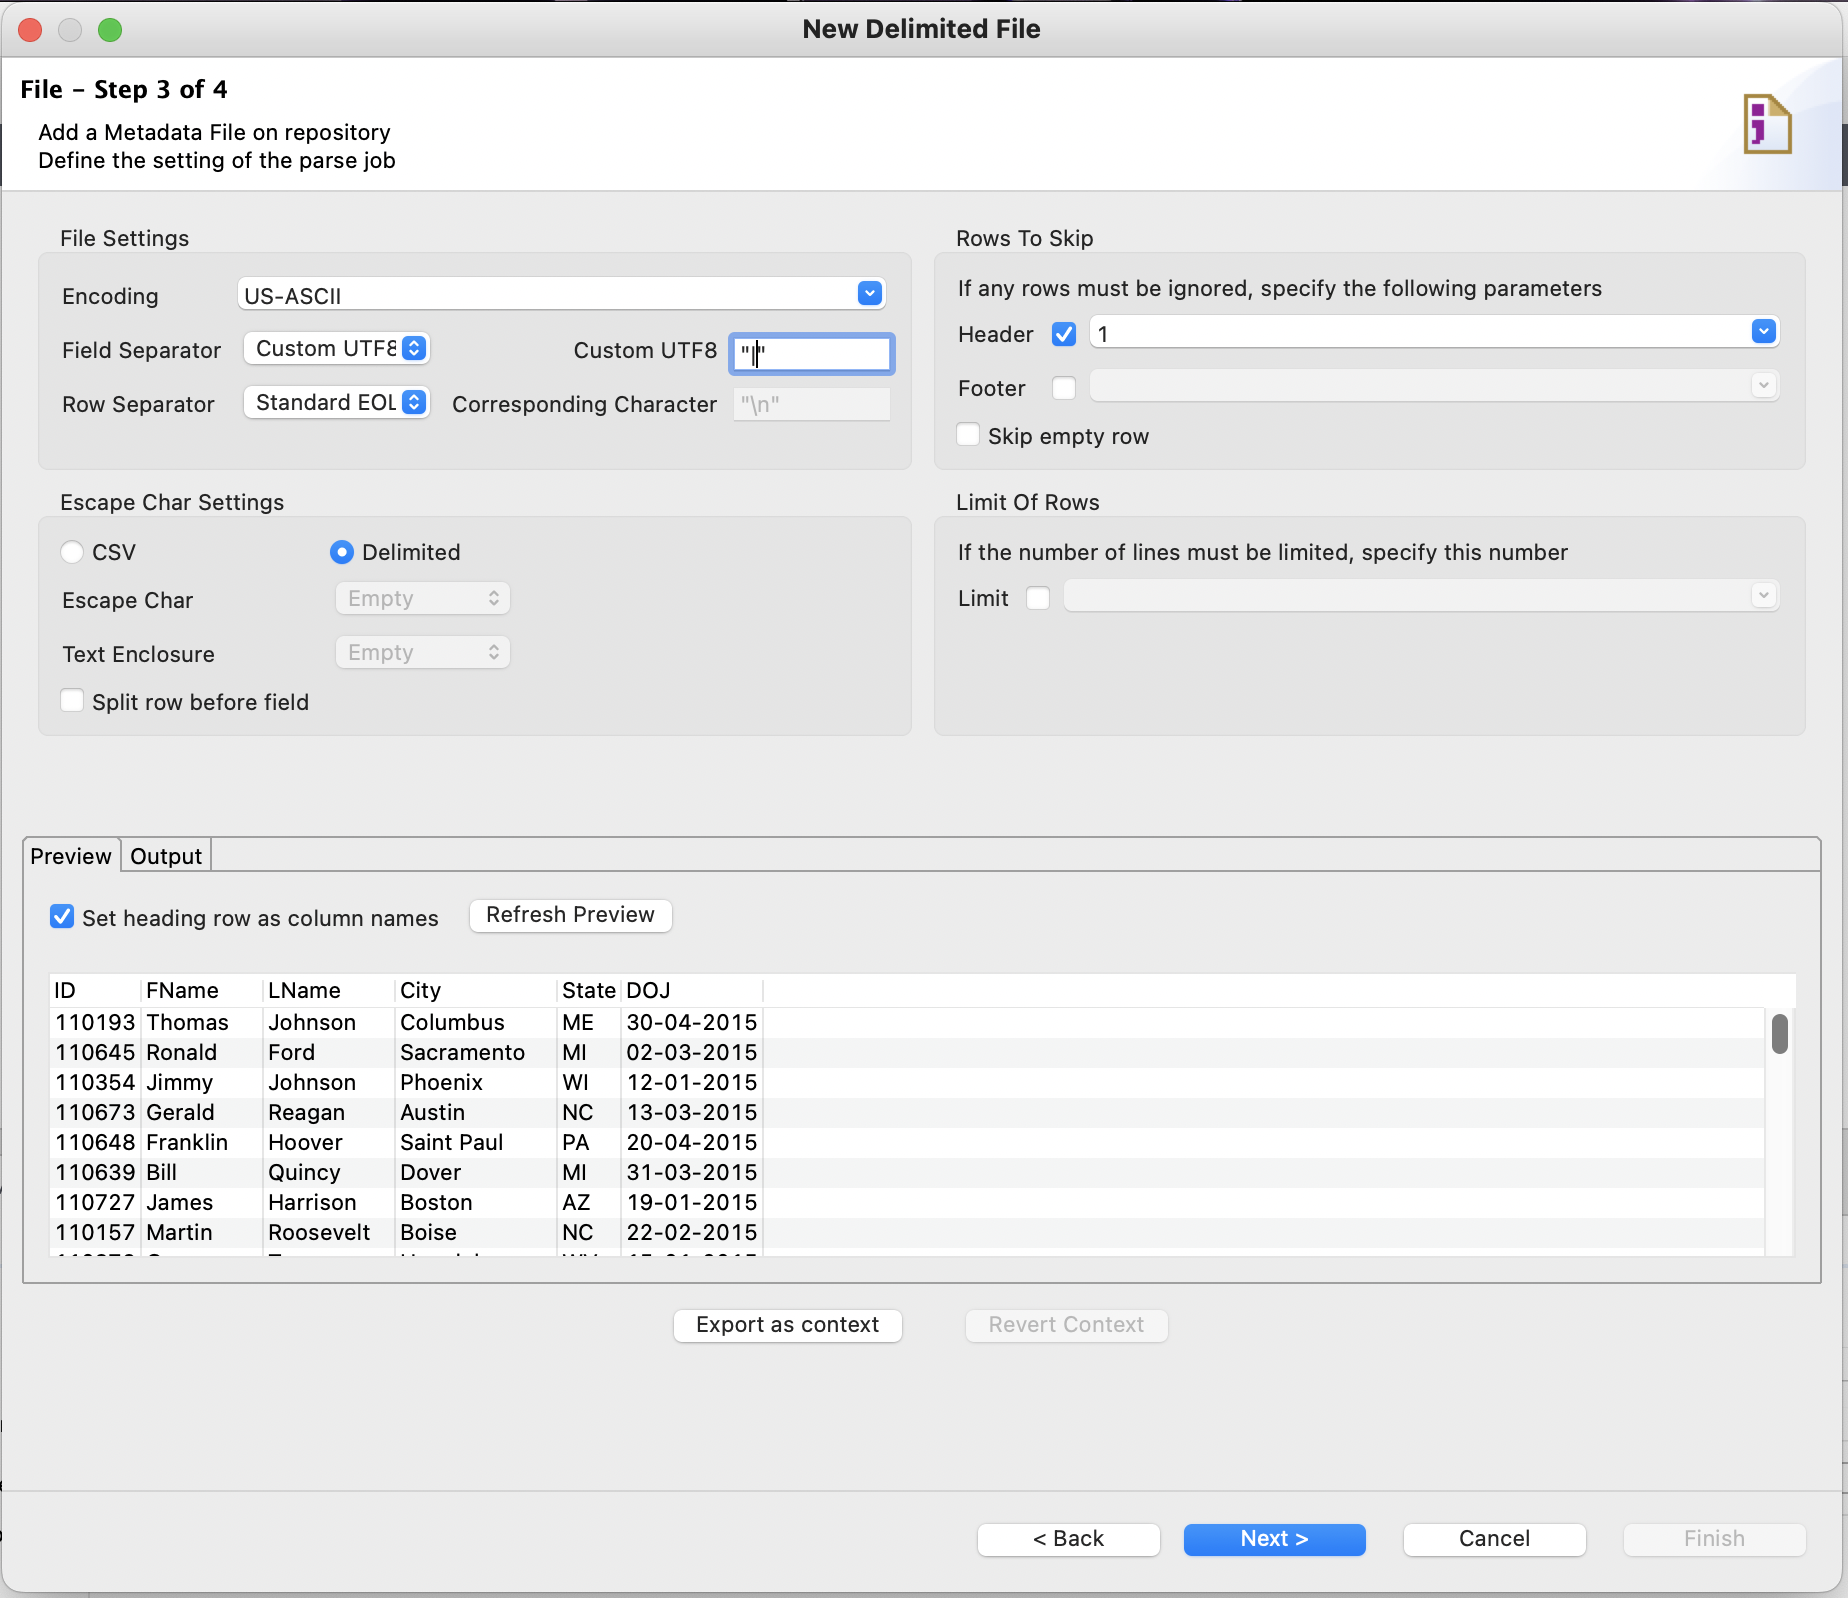 New Delimited File
File - Step 3 of 4
Add a Metadata File on repository
Define the setting of the parse job
File Settings
Encoding US-ASCII
Field Separator Custom UTF8 Custom UTF8 "|"
Row Separator Standard EOL Corresponding Character "\n"
Rows To Skip
If any rows must be ignored, specify the following parameters
Header 1
Footer
Skip empty row
Escape Char Settings
CSV Delimited
Escape Char Empty
Text Enclosure Empty
Split row before field
Limit Of Rows
If the number of lines must be limited, specify this number
Limit
Preview Output
Set heading row as column names Refresh Preview
ID FName LName City State DOJ
110193 Thomas Johnson Columbus ME 30-04-2015
110645 Ronald Ford Sacramento MI 02-03-2015
110354 Jimmy Johnson Phoenix WI 12-01-2015
110673 Gerald Reagan Austin NC 13-03-2015
110648 Franklin Hoover Saint Paul PA 20-04-2015
110639 Bill Quincy Dover MI 31-03-2015
110727 James Harrison Boston AZ 19-01-2015
110157 Martin Roosevelt Boise NC 22-02-2015
Export as context Revert Context
< Back Next > Cancel Finish